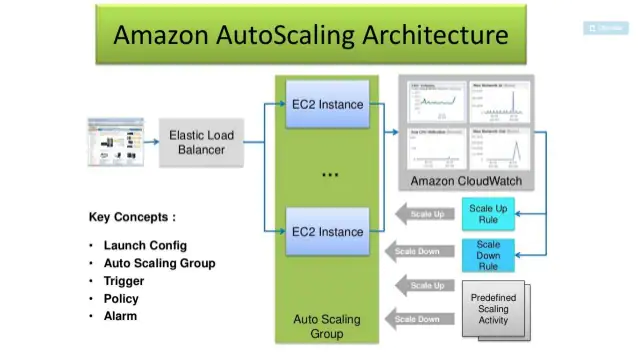 Amazon AutoScaling Architecture
EC2 Instance
Elastic Load
Balancer
...
Amazon CloudWatch
Key Concepts :
• Launch Config
• Auto Scaling Group
• Trigger
• Policy
• Alarm
EC2 Instance
Scale Up
Scale Up
Rule
Scale Down
Scale
Down
Rule
Scale Up
Scale Down
Predefined
Scaling
Activity
Auto Scaling
Group